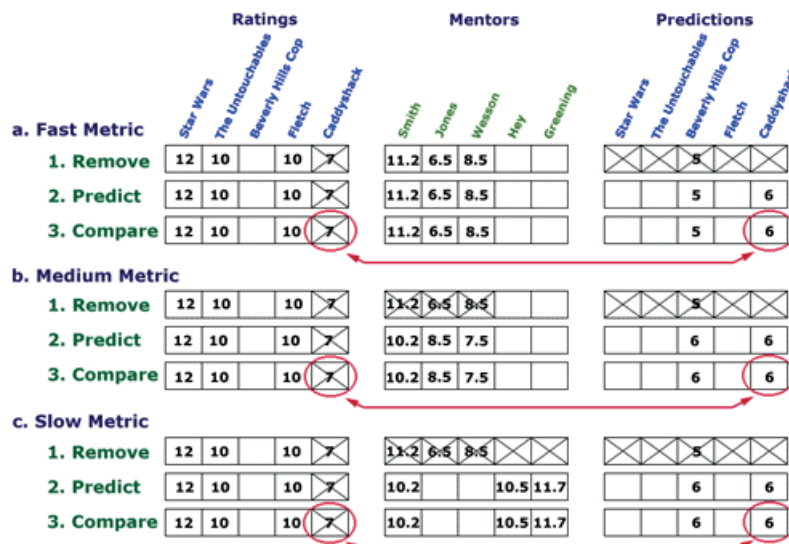 Ratings Mentors Predictions
Star Wars The Untouchables Beverly Hills Cop Fletch Caddyshack Smith Jones Wesson Hey Greening Star Wars The Untouchables Beverly Hills Cop Fletch Caddyshack
a. Fast Metric
1. Remove 12 10 10 7 11.2 6.5 8.5 5
2. Predict 12 10 10 7 11.2 6.5 8.5 5 6
3. Compare 12 10 10 7 11.2 6.5 8.5 5 6
b. Medium Metric
1. Remove 12 10 10 7 11.2 6.5 8.5 5
2. Predict 12 10 10 7 10.2 8.5 7.5 6 6
3. Compare 12 10 10 7 10.2 8.5 7.5 6 6
c. Slow Metric
1. Remove 12 10 10 7 11.2 6.5 8.5 5
2. Predict 12 10 10 7 10.2 10.5 11.7 6 6
3. Compare 12 10 10 7 10.2 10.5 11.7 6 6